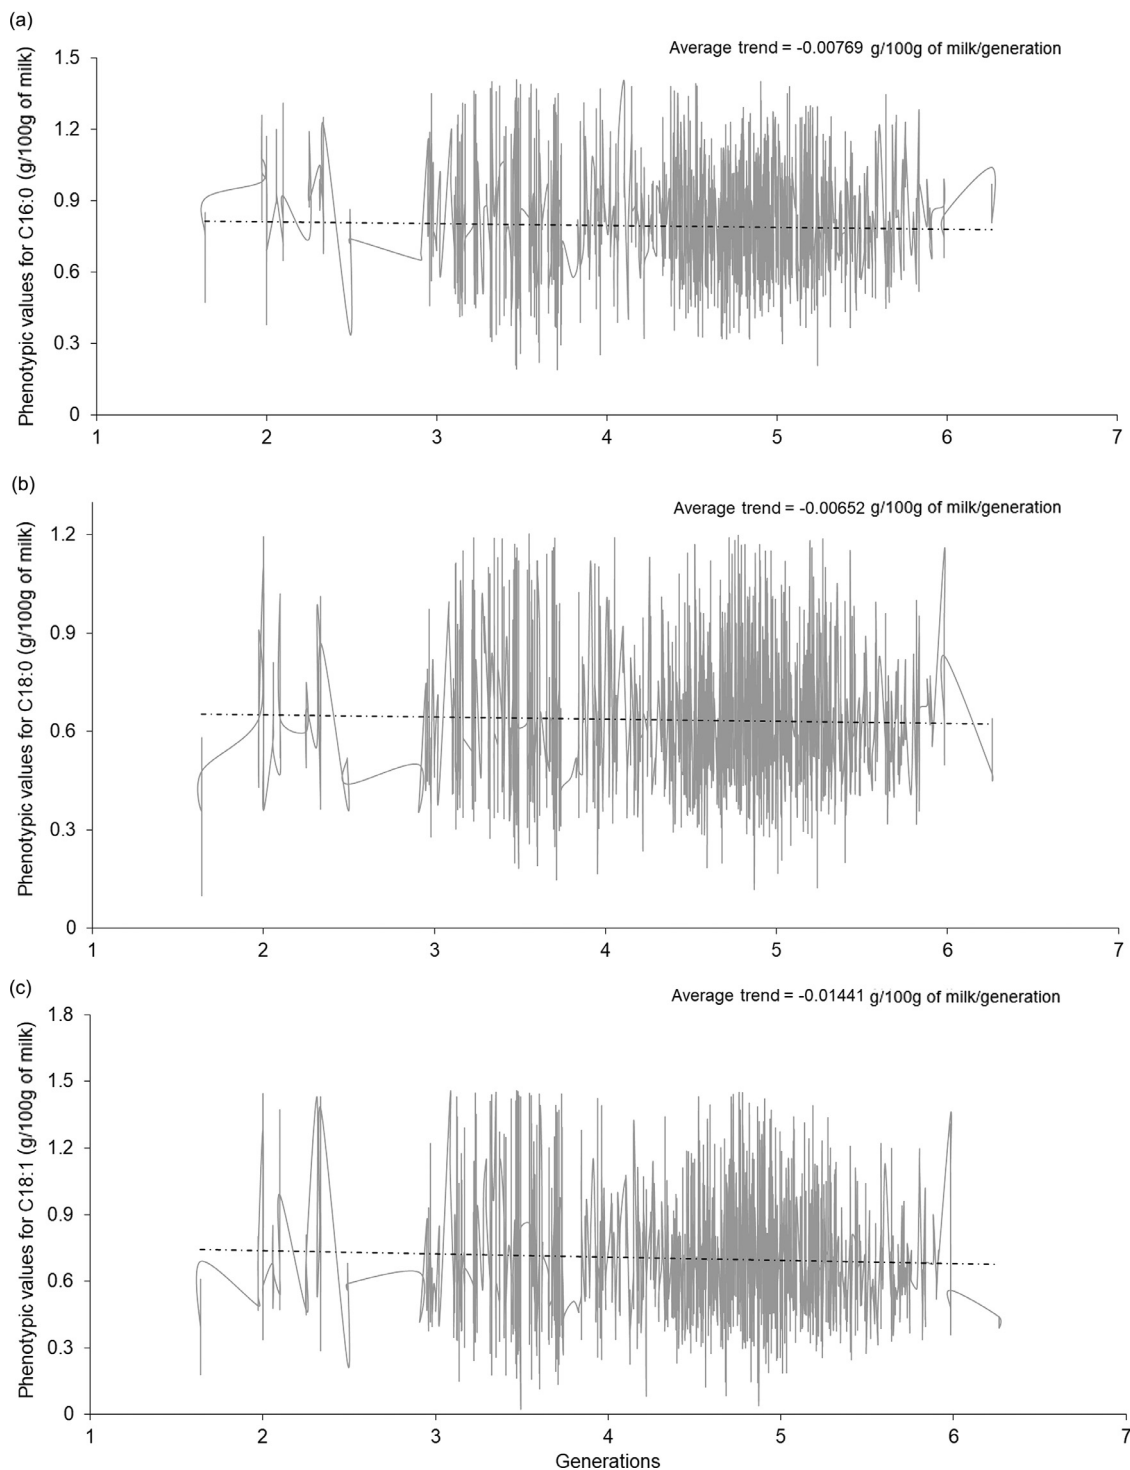 (a)
Average trend = -0.00769 g/100g of milk/generation
Phenotypic values for C16:0 (g/100g of milk)
1.5
1.2
0.9
0.6
0.3
0
1 2 3 4 5 6 7
(b)
Average trend = -0.00652 g/100g of milk/generation
Phenotypic values for C18:0 (g/100g of milk)
1.2
0.9
0.6
0.3
0
1 2 3 4 5 6 7
(c)
Average trend = -0.01441 g/100g of milk/generation
Phenotypic values for C18:1 (g/100g of milk)
1.8
1.5
1.2
0.9
0.6
0.3
0
1 2 3 4 5 6 7
Generations